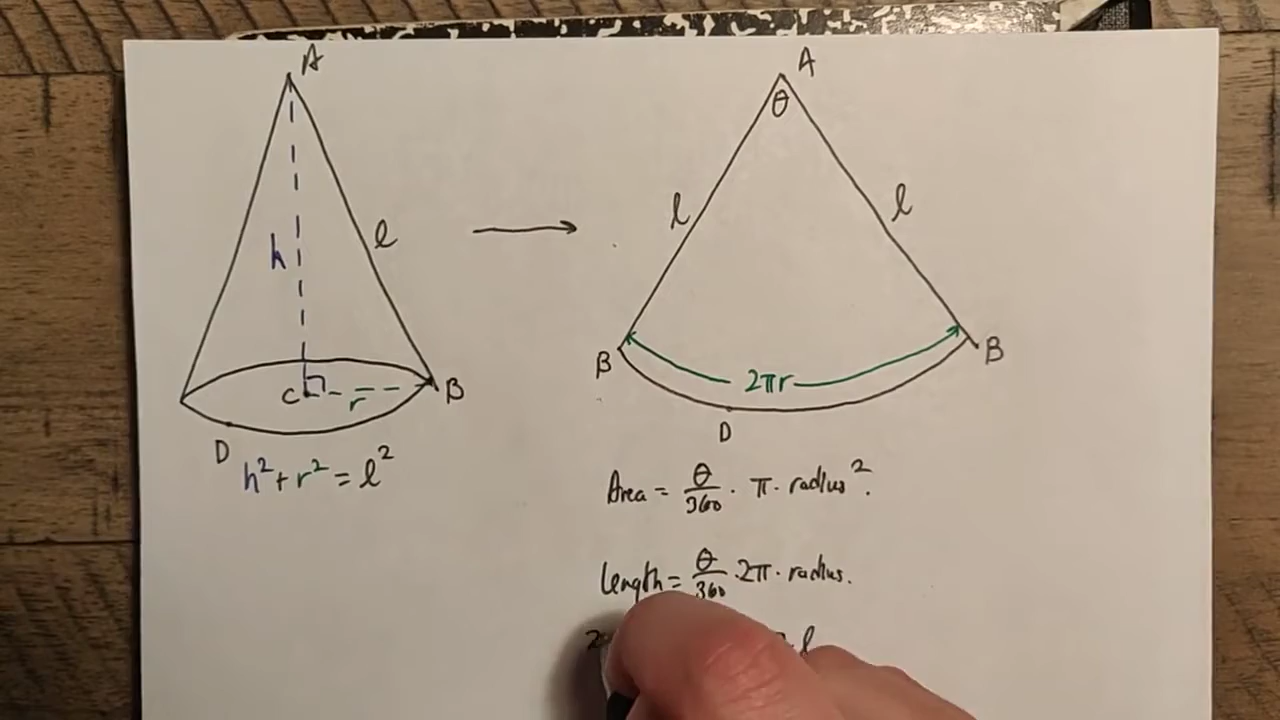 A
h
l
C
r
B
D
h² + r² = l²
A
θ
l
l
B
B
2πr
D
Area = θ/360 · π · radius².
length = θ/360 · 2π · radius.
l